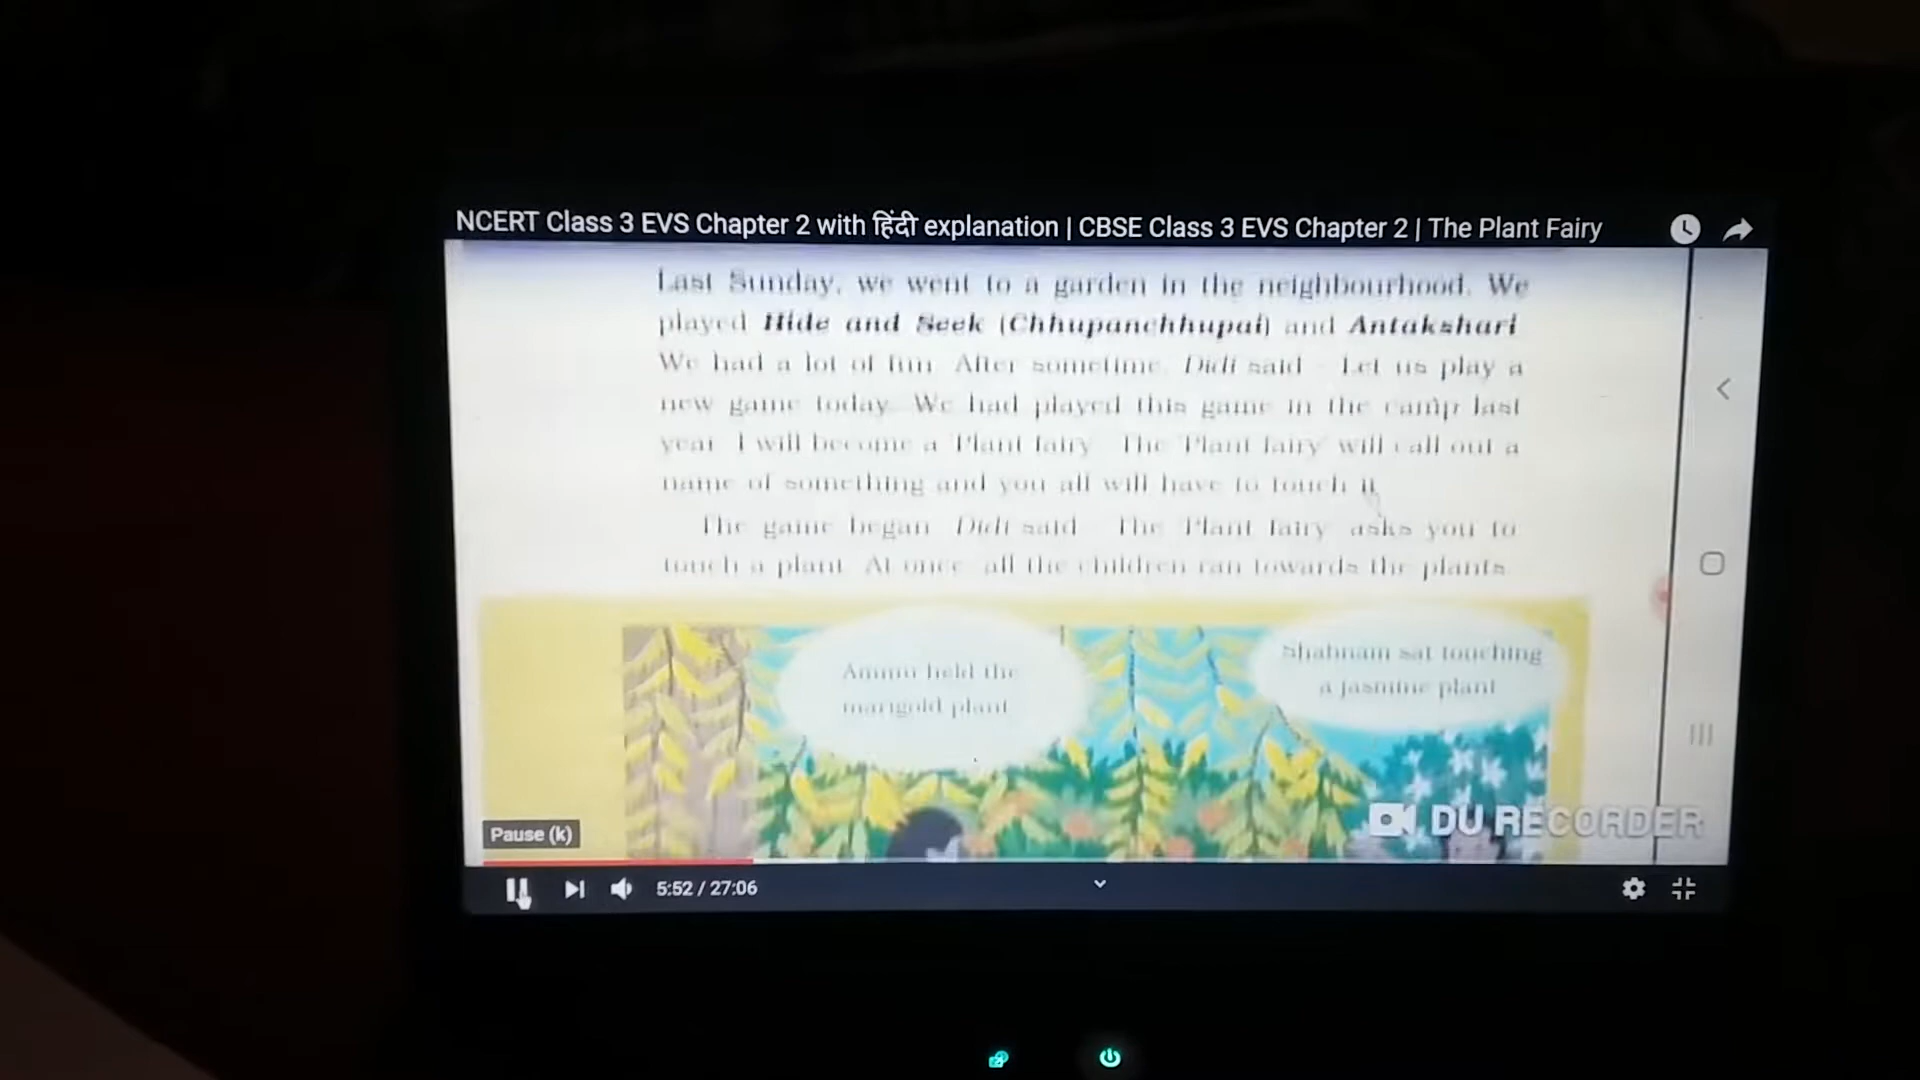 NCERT Class 3 EVS Chapter 2 with हिंदी explanation | CBSE Class 3 EVS Chapter 2 | The Plant Fairy
Last Sunday, we went to a garden in the neighbourhood. We
played Hide and Seek (Chhupanchhupai) and Antakshari
We had a lot of fun After sometime, Didi said Let us play a
new game today We had played this game in the camp last
year I will become a Plant fairy The Plant fairy will call out a
name of something and you all will have to touch it
The game began Didi said The Plant fairy asks you to
touch a plant At once all the children ran towards the plants
Ammu held the
marigold plant
Shabnam sat touching
a jasmine plant
DU RECORDER
Pause (k)
5:52 / 27:06